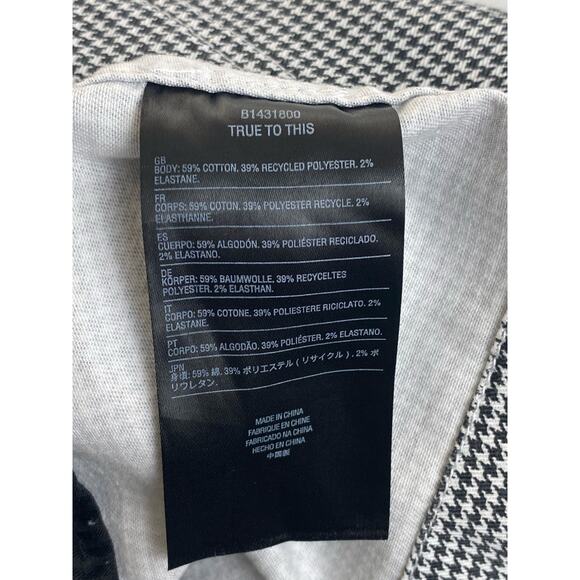 B1431800
TRUE TO THIS
GB
BODY: 59% COTTON. 39% RECYCLED POLYESTER. 2%
ELASTANE.
FR
CORPS: 59% COTON. 39% POLYESTER RECYCLE. 2%
ELASTHANNE.
ES
CUERPO: 59% ALGODÓN. 39% POLIÉSTER RECICLADO.
2% ELASTANO.
DE
KÖRPER: 59% BAUMWOLLE. 39% RECYCELTES
POLYESTER. 2% ELASTHAN.
IT
CORPO: 59% COTONE. 39% POLIESTERE RICICLATO. 2%
ELASTANE.
PT
CORPO: 59% ALGODÃO. 39% POLIÉSTER. 2% ELASTANO.
JPN
身頃: 59% 綿. 39% ポリエステル ( リサイクル ) . 2% ポ
リウレタン.
MADE IN CHINA
FABRIQUE EN CHINE
FABRICADO NA CHINA
HECHO EN CHINA
中国製